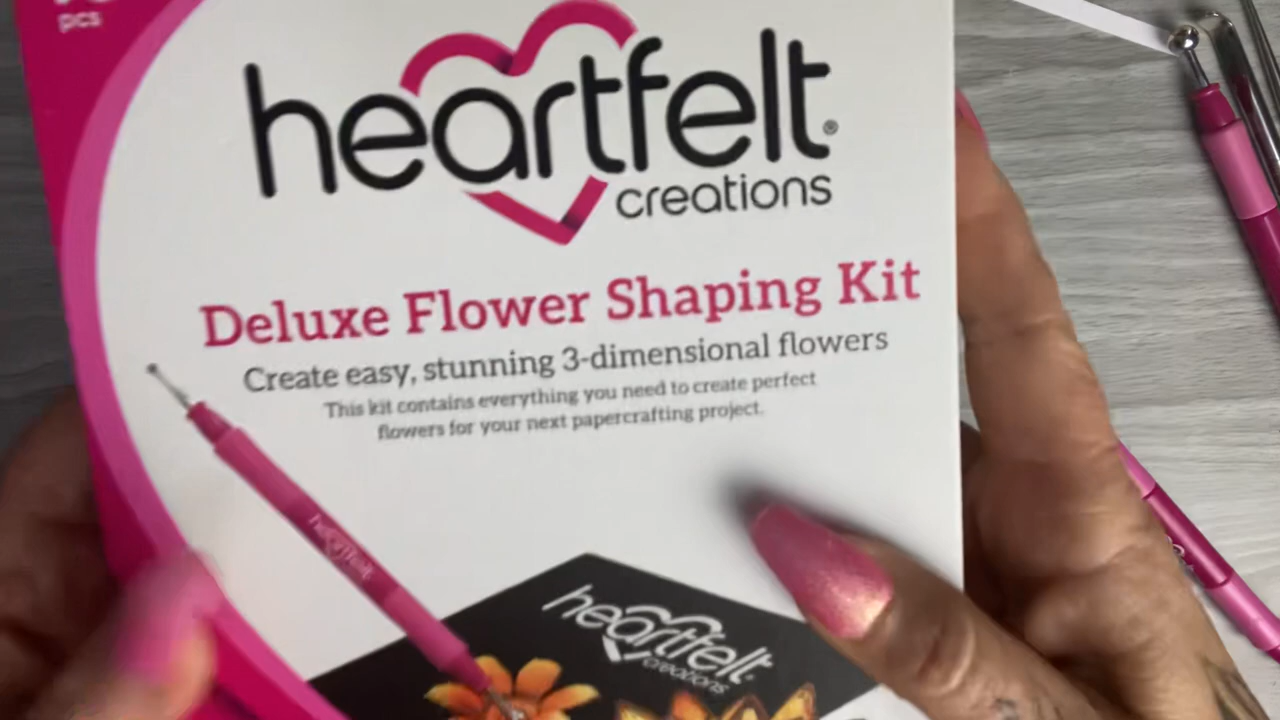 pcs
heartfelt®
creations
Deluxe Flower Shaping Kit
Create easy, stunning 3-dimensional flowers
This kit contains everything you need to create perfect
flowers for your next papercrafting project.
heartfelt
heartfelt
creations